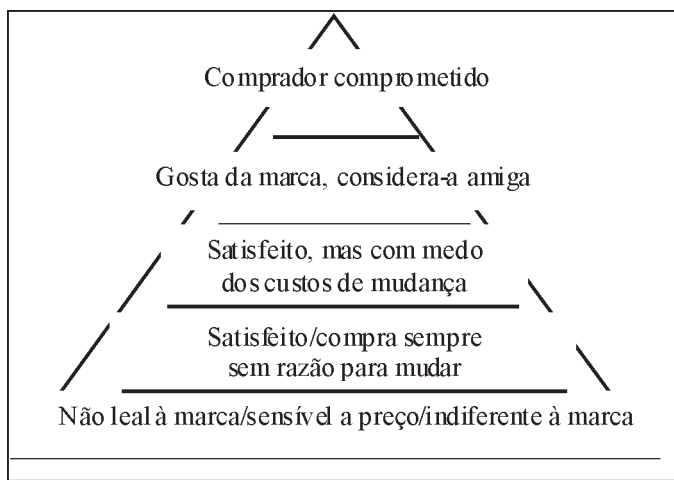 Comprador comprometido
Gosta da marca, considera-a amiga
Satisfeito, mas com medo
dos custos de mudança
Satisfeito/compra sempre
sem razão para mudar
Não leal à marca/sensível a preço/indiferente à marca